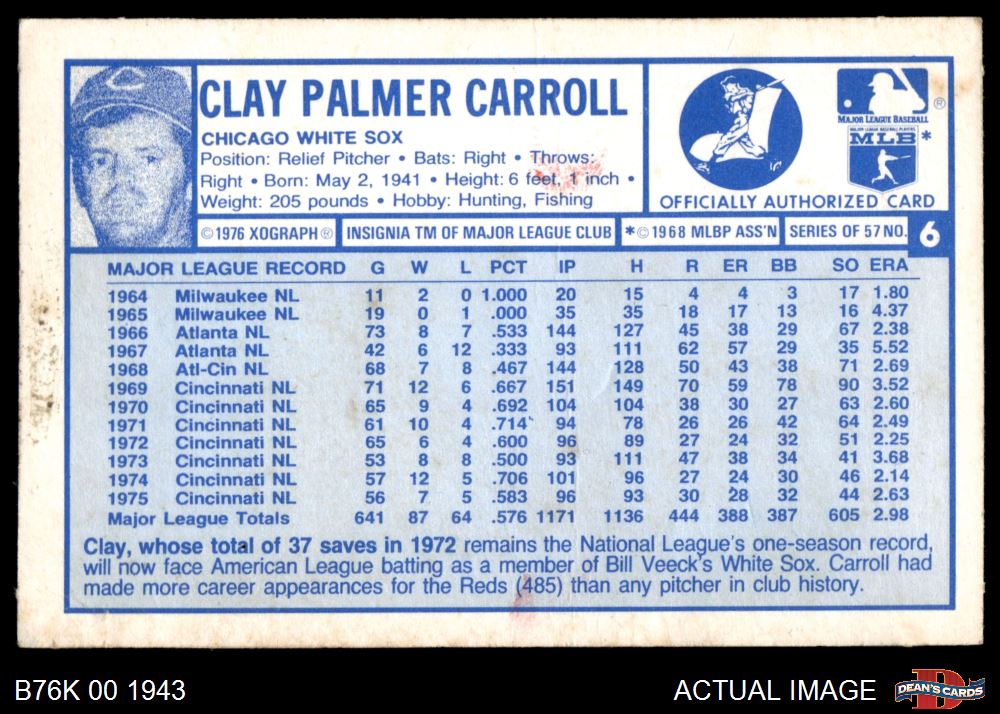 CLAY PALMER CARROLL
CHICAGO WHITE SOX
Position: Relief Pitcher • Bats: Right • Throws:
Right • Born: May 2, 1941 • Height: 6 feet, 1 inch •
Weight: 205 pounds • Hobby: Hunting, Fishing
®
MAJOR LEAGUE BASEBALL
MAJOR LEAGUE BASEBALL PLAYERS
MLB *
OFFICIALLY AUTHORIZED CARD
© 1976 XOGRAPH® INSIGNIA TM OF MAJOR LEAGUE CLUB *© 1968 MLBP ASS'N SERIES OF 57 NO. 6
MAJOR LEAGUE RECORD G W L PCT IP H R ER BB SO ERA
1964 Milwaukee NL 11 2 0 1.000 20 15 4 4 3 17 1.80
1965 Milwaukee NL 19 0 1 .000 35 35 18 17 13 16 4.37
1966 Atlanta NL 73 8 7 .533 144 127 45 38 29 67 2.38
1967 Atlanta NL 42 6 12 .333 93 111 62 57 29 35 5.52
1968 Atl-Cin NL 68 7 8 .467 144 128 50 43 38 71 2.69
1969 Cincinnati NL 71 12 6 .667 151 149 70 59 78 90 3.52
1970 Cincinnati NL 65 9 4 .692 104 104 38 30 27 63 2.60
1971 Cincinnati NL 61 10 4 .714 94 78 26 26 42 64 2.49
1972 Cincinnati NL 65 6 4 .600 96 89 27 24 32 51 2.25
1973 Cincinnati NL 53 8 8 .500 93 111 47 38 34 41 3.68
1974 Cincinnati NL 57 12 5 .706 101 96 27 24 30 46 2.14
1975 Cincinnati NL 56 7 5 .583 96 93 30 28 32 44 2.63
Major League Totals 641 87 64 .576 1171 1136 444 388 387 605 2.98
Clay, whose total of 37 saves in 1972 remains the National League's one-season record,
will now face American League batting as a member of Bill Veeck's White Sox. Carroll had
made more career appearances for the Reds (485) than any pitcher in club history.
B76K 00 1943
ACTUAL IMAGE
DEAN'S CARDS